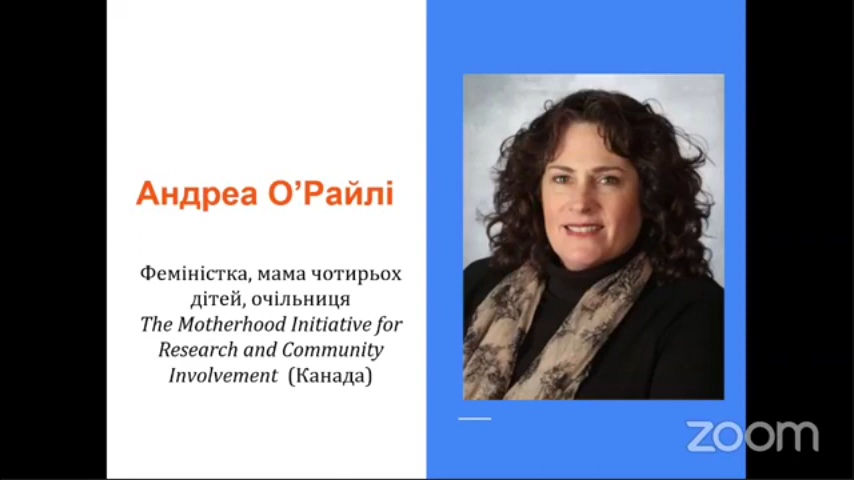 Андреа О’Райлі
Феміністка, мама чотирьох
дітей, очільниця
The Motherhood Initiative for
Research and Community
Involvement (Канада)
zoom